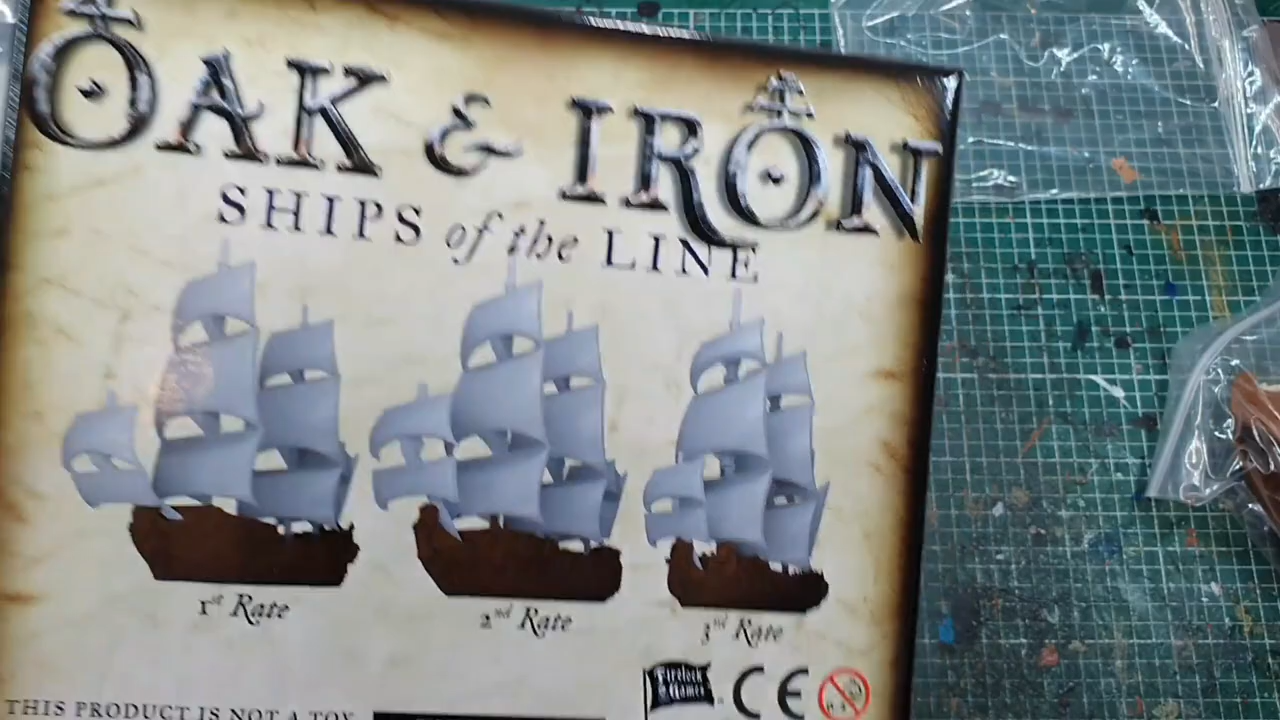 OAK & IRON
SHIPS of the LINE
1st Rate
2nd Rate
3rd Rate
Firelock Games
CE
THIS PRODUCT IS NOT A TOY